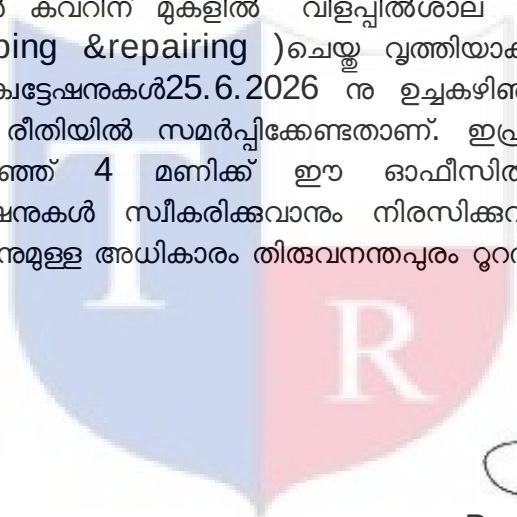 കവറിന് മുകളിൽ വിളപ്പിൽശാല
ping &repairing )ചെയ്തു വൃത്തിയാക
ക്വട്ടേഷനുകൾ25.6.2026 നു ഉച്ചകഴിഞ
രീതിയിൽ സമർപ്പിക്കേണ്ടതാണ്. ഇപ്ര
ഞ്ഞ് 4 മണിക്ക് ഈ ഓഫീസിൽ
ഷനുകൾ സ്വീകരിക്കുവാനും നിരസിക്കുവ
നുമുള്ള അധികാരം തിരുവനന്തപുരം റൂറ
T
R